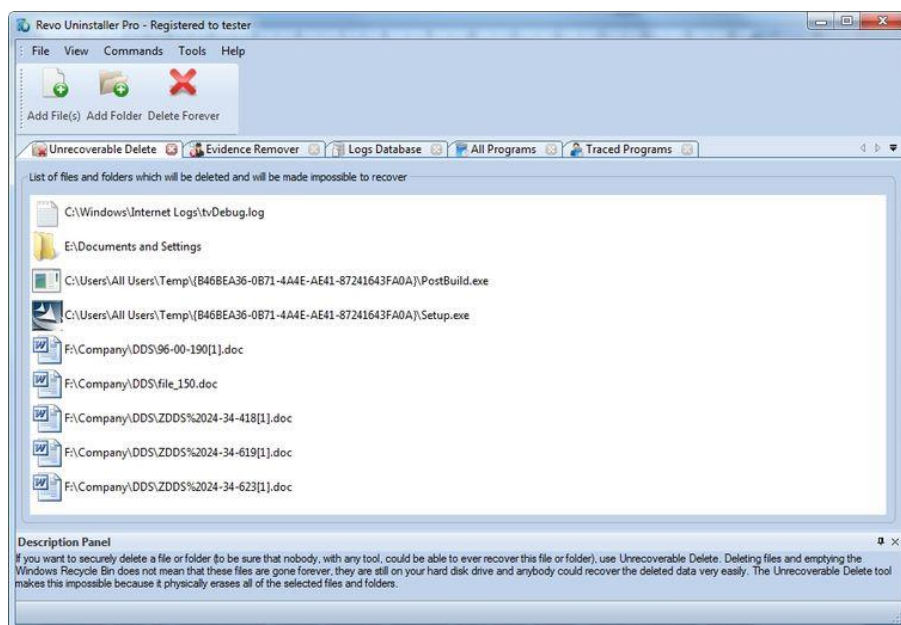 Revo Uninstaller Pro - Registered to tester
File View Commands Tools Help
Add File(s) Add Folder Delete Forever
Unrecoverable Delete Evidence Remover Logs Database All Programs Traced Programs
List of files and folders which will be deleted and will be made impossible to recover
C:\Windows\Internet Logs\tvDebug.log
E:\Documents and Settings
C:\Users\All Users\Temp\{B46BEA36-0B71-4A4E-AE41-87241643FA0A}\PostBuild.exe
C:\Users\All Users\Temp\{B46BEA36-0B71-4A4E-AE41-87241643FA0A}\Setup.exe
F:\Company\DDS\96-00-190[1].doc
F:\Company\DDS\file_150.doc
F:\Company\DDS\ZDDS%2024-34-418[1].doc
F:\Company\DDS\ZDDS%2024-34-619[1].doc
F:\Company\DDS\ZDDS%2024-34-623[1].doc
Description Panel
If you want to securely delete a file or folder (to be sure that nobody, with any tool, could be able to ever recover this file or folder), use Unrecoverable Delete. Deleting files and emptying the
Windows Recycle Bin does not mean that these files are gone forever, they are still on your hard disk drive and anybody could recover the deleted data very easily. The Unrecoverable Delete tool
makes this impossible because it physically erases all of the selected files and folders.